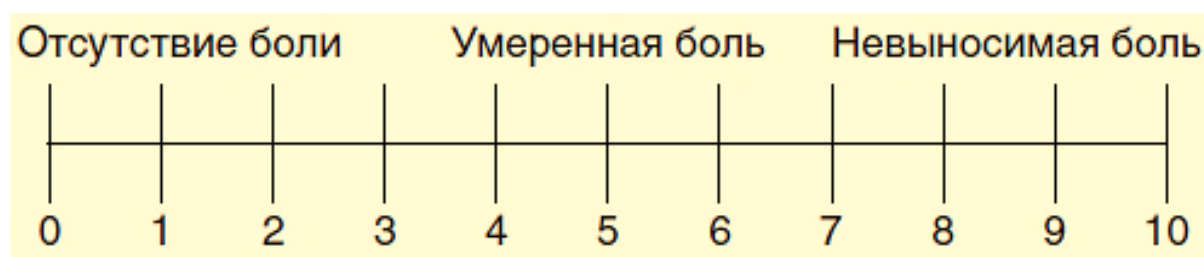 Отсутствие боли Умеренная боль Невыносимая боль
0 1 2 3 4 5 6 7 8 9 10